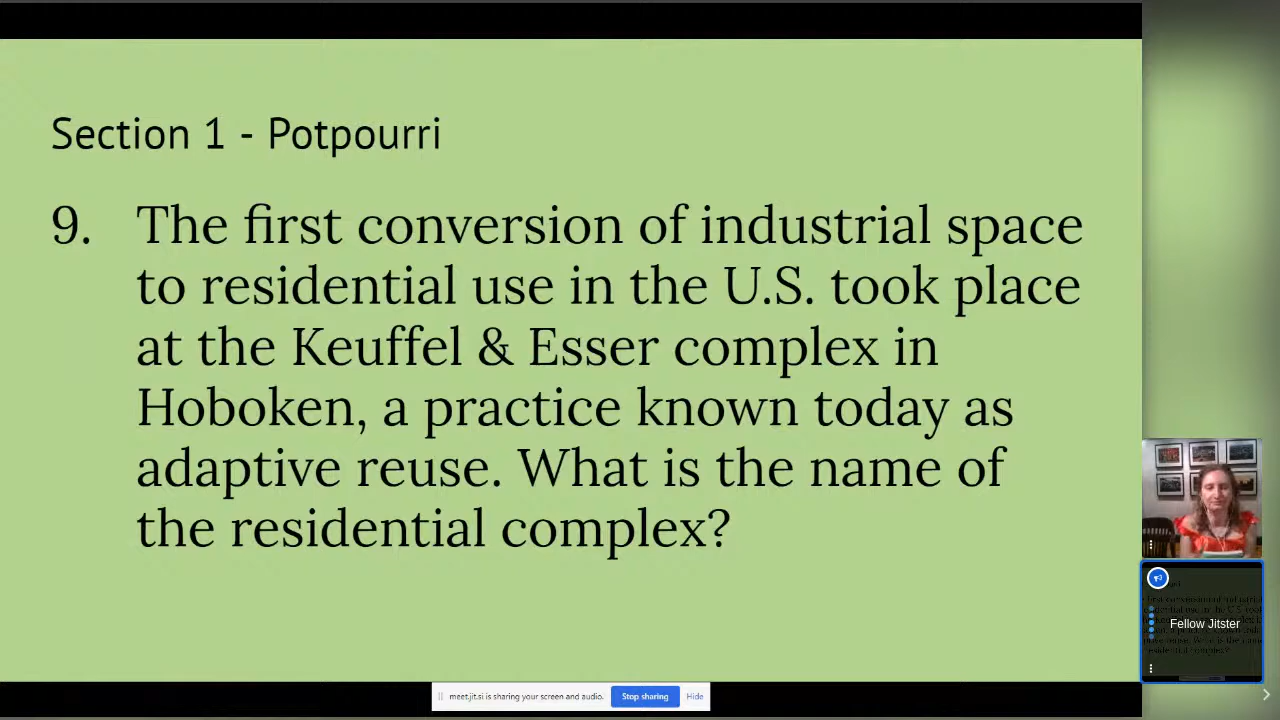 Section 1 - Potpourri
9. The first conversion of industrial space
to residential use in the U.S. took place
at the Keuffel & Esser complex in
Hoboken, a practice known today as
adaptive reuse. What is the name of
the residential complex?
Fellow Jitster
meet.jit.si is sharing your screen and audio. Stop sharing Hide